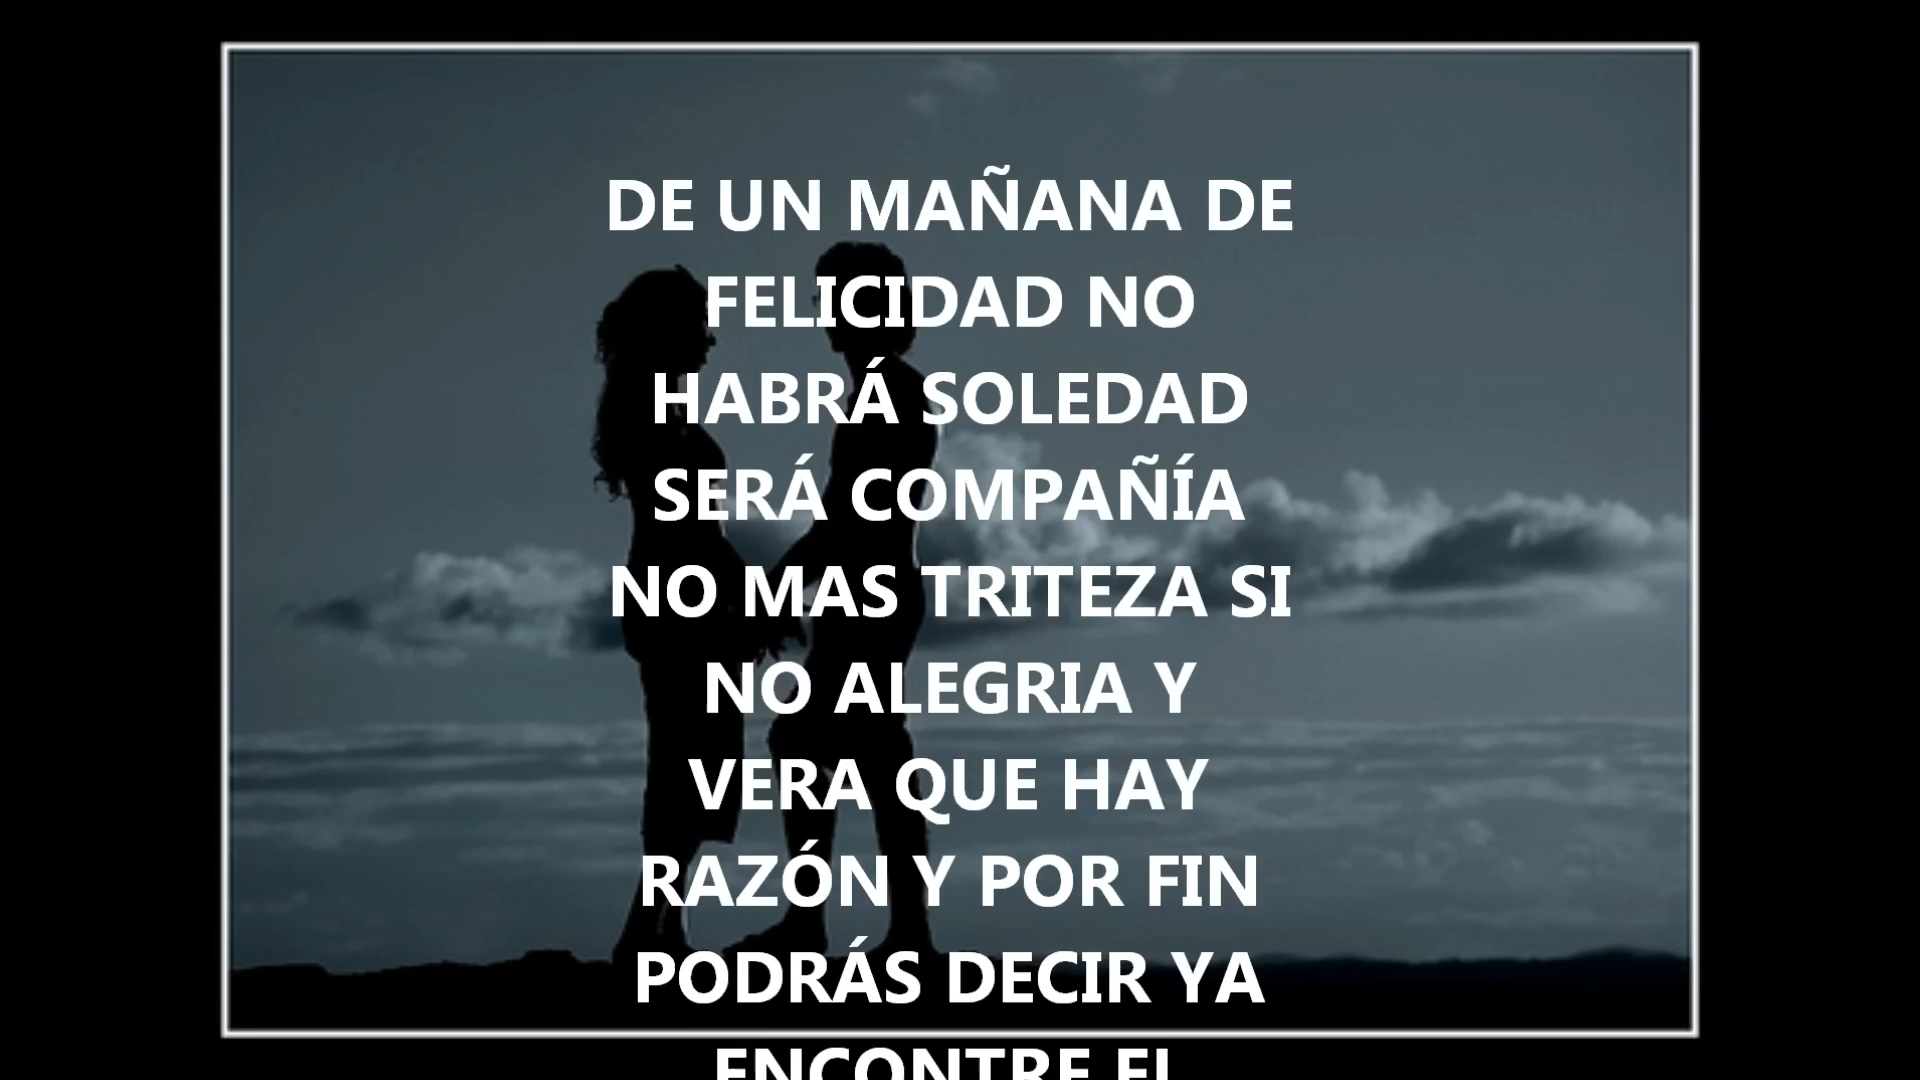 DE UN MAÑANA DE
FELICIDAD NO
HABRÁ SOLEDAD
SERÁ COMPAÑÍA
NO MAS TRITEZA SI
NO ALEGRIA Y
VERA QUE HAY
RAZÓN Y POR FIN
PODRÁS DECIR YA
ENCONTRE EL